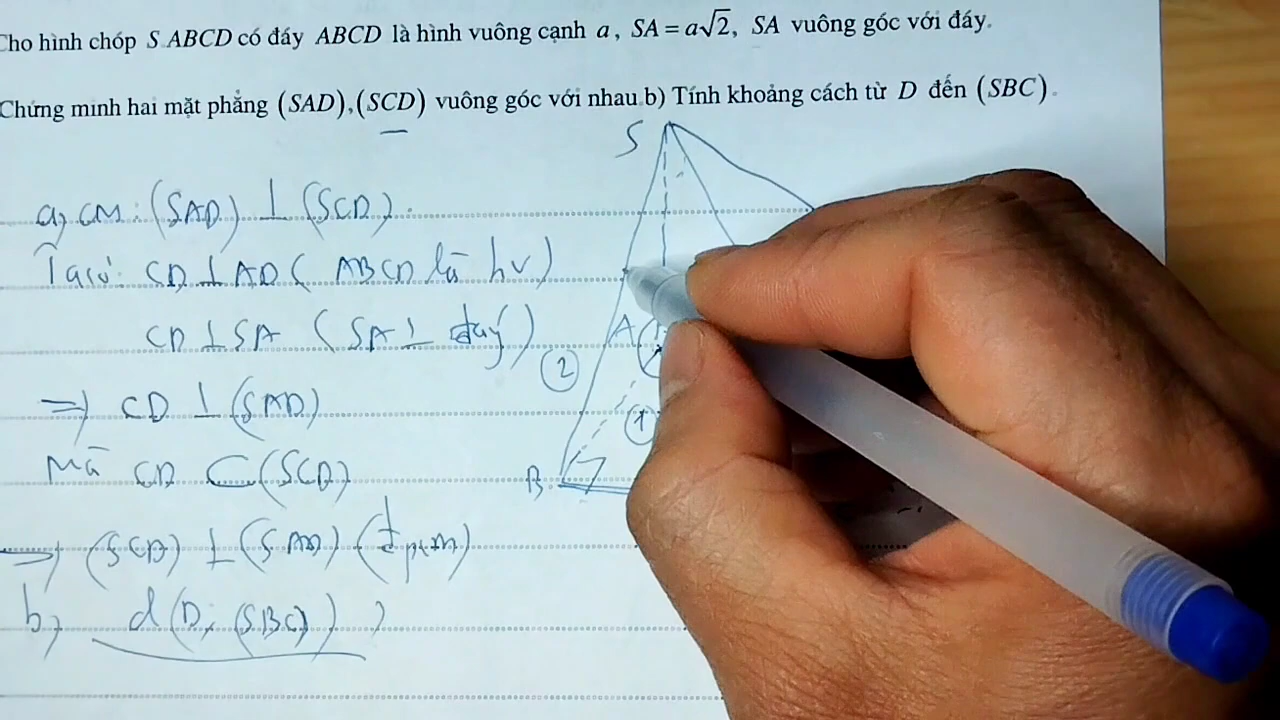 Cho hình chóp S.ABCD có đáy ABCD là hình vuông cạnh a, SA = a√2, SA vuông góc với đáy.
Chứng minh hai mặt phẳng (SAD),(SCD) vuông góc với nhau b) Tính khoảng cách từ D đến (SBC).
S
a, CM: (SAD) ⊥ (SCD).
Ta có: CD ⊥ AD ( ABCD là hv)
CD ⊥ SA ( SA ⊥ đáy)
A
2
=> CD ⊥ (SAD)
1
Mà CD ⊂ (SCD)
B
=> (SCD) ⊥ (SAD) (đpcm)
b, d(D, (SBC)) ?